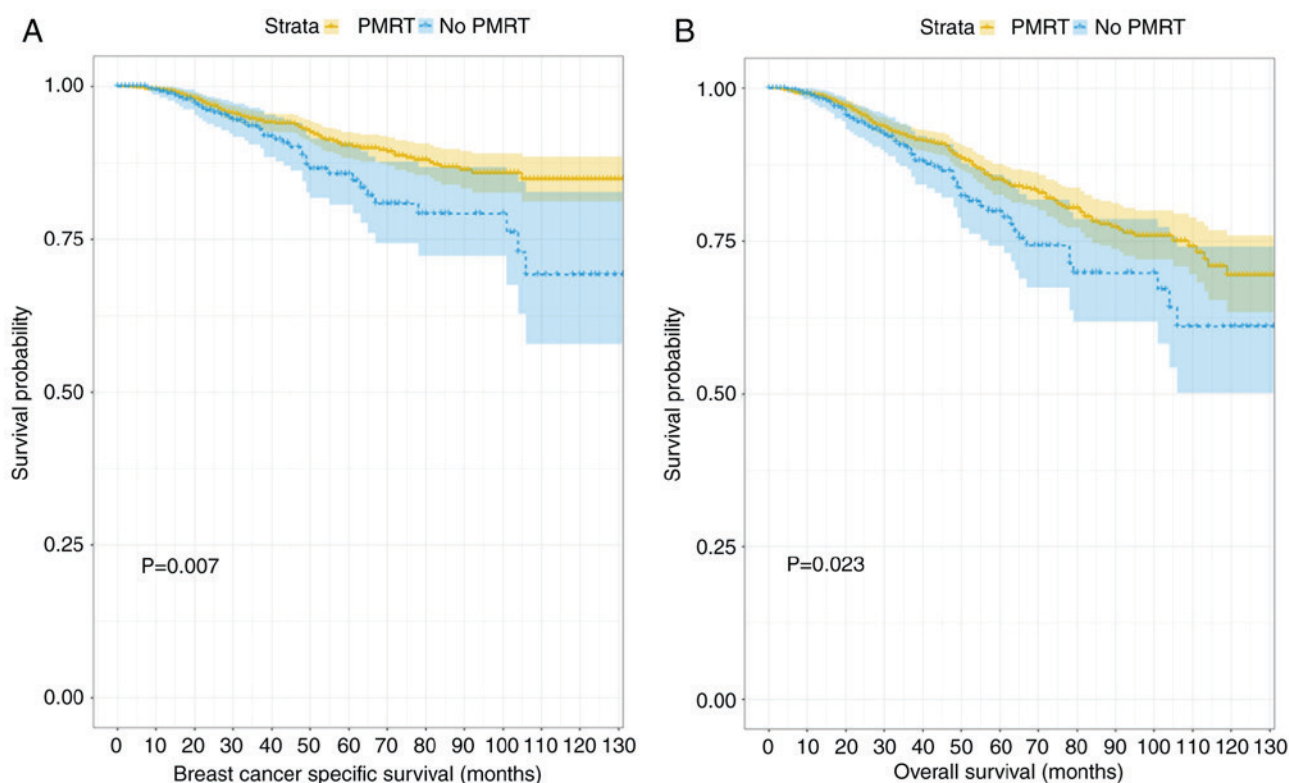 A
Strata PMRT No PMRT
1.00
0.75
0.50
0.25
0.00
Survival probability
P=0.007
0 10 20 30 40 50 60 70 80 90 100 110 120 130
Breast cancer specific survival (months)
B
Strata PMRT No PMRT
1.00
0.75
0.50
0.25
0.00
Survival probability
P=0.023
0 10 20 30 40 50 60 70 80 90 100 110 120 130
Overall survival (months)